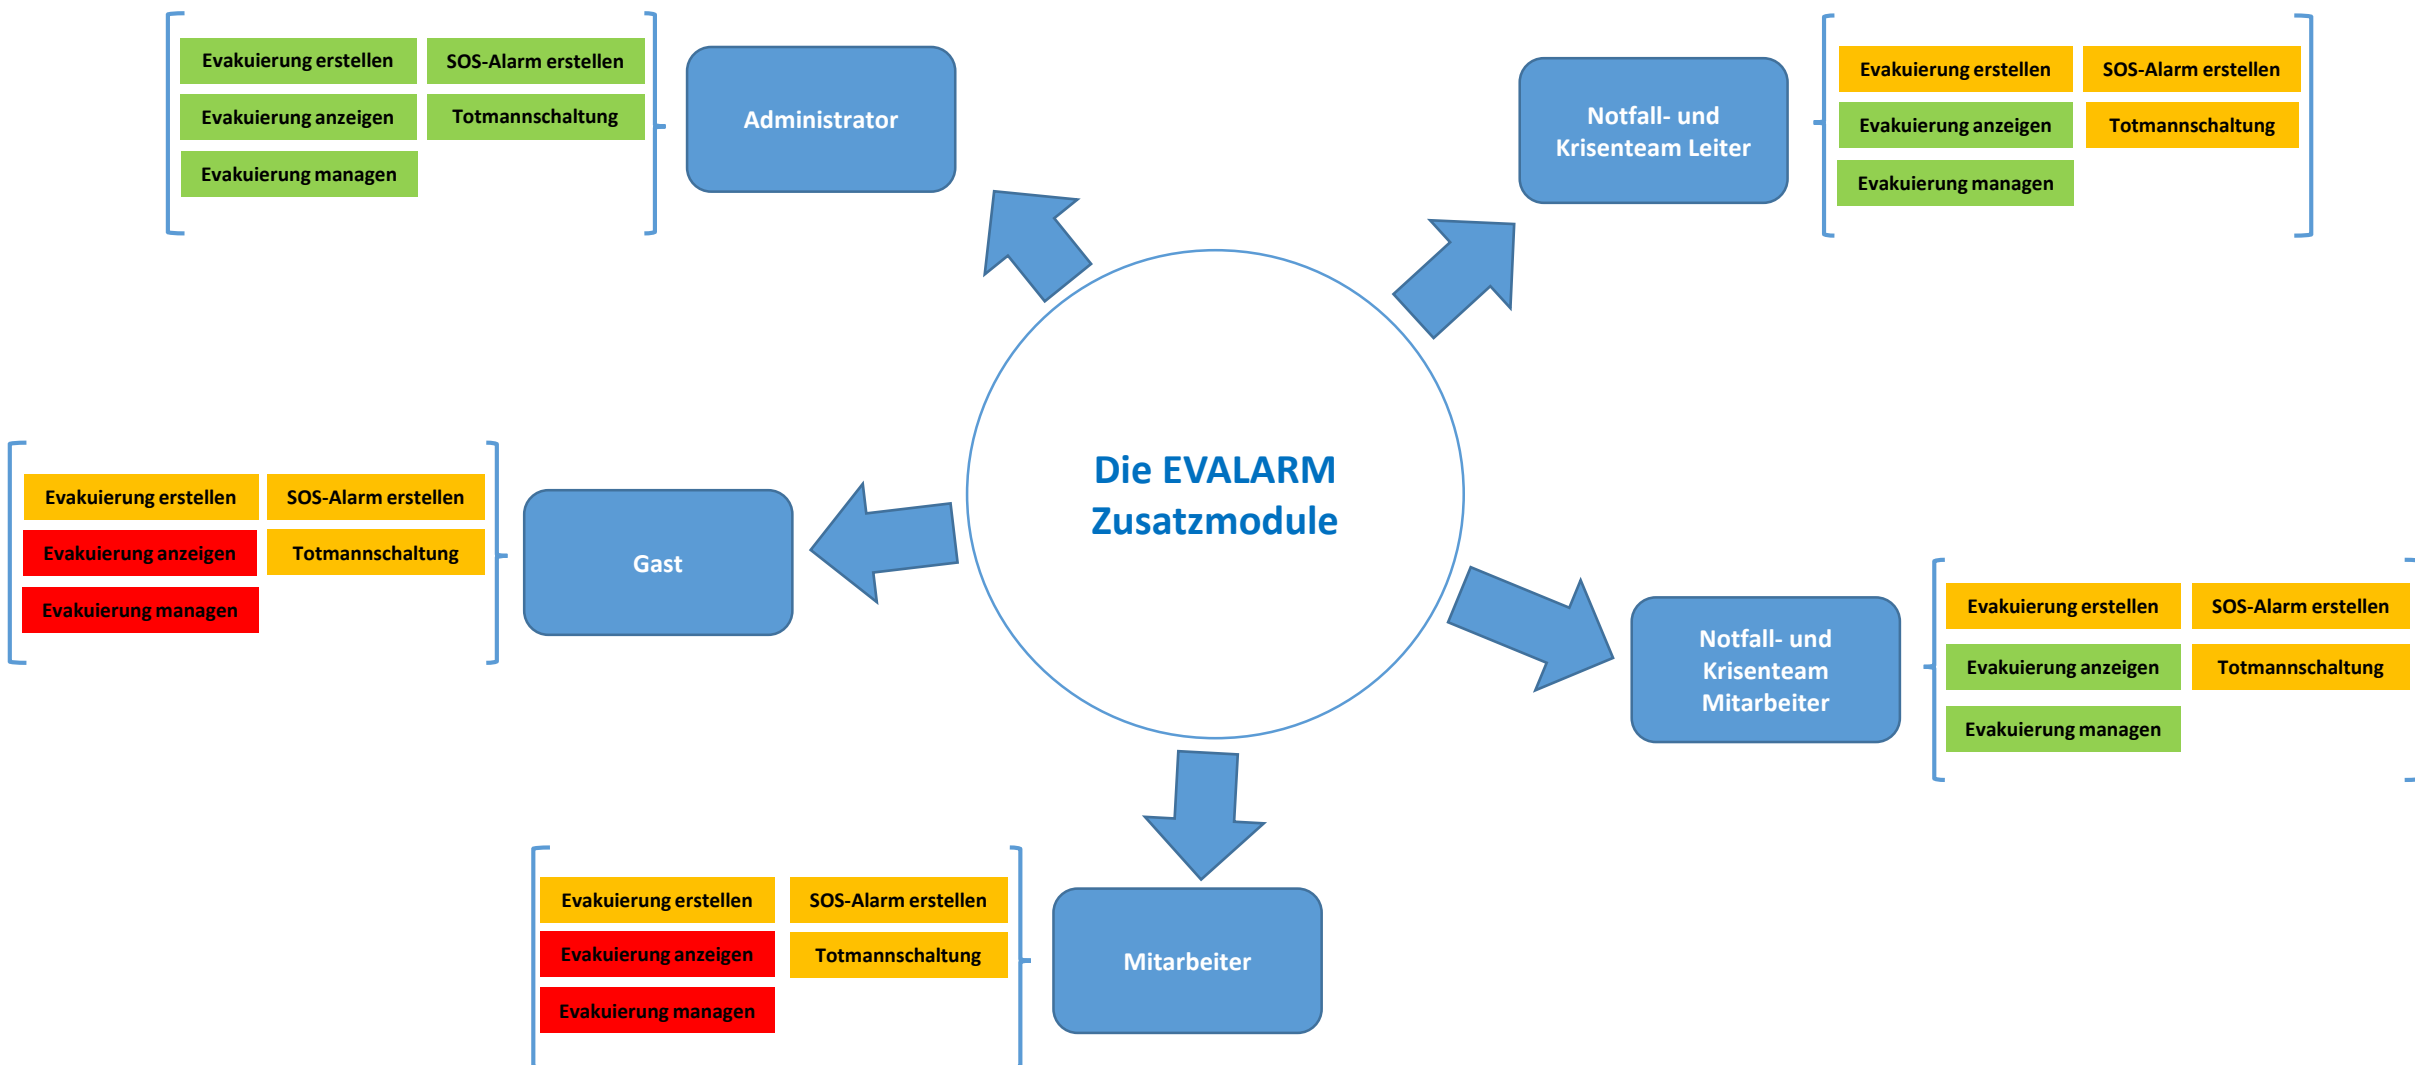 Evakuierung erstellen
SOS-Alarm erstellen
Evakuierung anzeigen
Totmannschaltung
Evakuierung managen
Administrator
Notfall- und
Krisenteam Leiter
Evakuierung erstellen
SOS-Alarm erstellen
Evakuierung anzeigen
Totmannschaltung
Evakuierung managen
Die EVALARM
Zusatzmodule
Evakuierung erstellen
SOS-Alarm erstellen
Evakuierung anzeigen
Totmannschaltung
Evakuierung managen
Gast
Notfall- und
Krisenteam
Mitarbeiter
Evakuierung erstellen
SOS-Alarm erstellen
Evakuierung anzeigen
Totmannschaltung
Evakuierung managen
Evakuierung erstellen
SOS-Alarm erstellen
Evakuierung anzeigen
Totmannschaltung
Evakuierung managen
Mitarbeiter